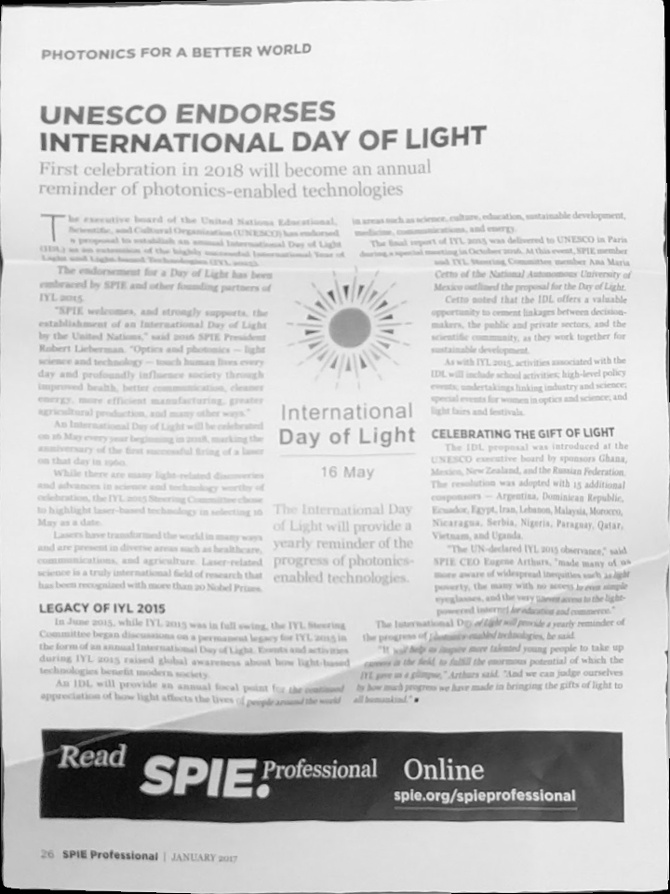 PHOTONICS FOR A BETTER WORLD
UNESCO ENDORSES
INTERNATIONAL DAY OF LIGHT
First celebration in 2018 will become an annual
reminder of photonics-enabled technologies
The executive board of the United Nations Educational,
Scientific, and Cultural Organization (UNESCO) has endorsed
a proposal to establish an annual International Day of Light
(IDL) as an extension of the highly successful International Year of
Light and Light-based Technologies (IYL 2015).
The endorsement for a Day of Light has been
embraced by SPIE and other founding partners of
IYL 2015.
"SPIE welcomes, and strongly supports, the
establishment of an International Day of Light
by the United Nations," said 2016 SPIE President
Robert Lieberman. "Optics and photonics — light
science and technology — touch human lives every
day and profoundly influence society through
improved health, better communication, cleaner
energy, more efficient manufacturing, greater
agricultural production, and many other ways."
An International Day of Light will be celebrated
on 16 May every year beginning in 2018, marking the
anniversary of the first successful firing of a laser
on that day in 1960.
While there are many light-related discoveries
and advances in science and technology worthy of
celebration, the IYL 2015 Steering Committee chose
to highlight laser-based technology in selecting 16
May as a date.
Lasers have transformed the world in many ways
and are present in diverse areas such as healthcare,
communications, and agriculture. Laser-related
science is a truly international field of research that
has been recognized with more than 20 Nobel Prizes.
LEGACY OF IYL 2015
In June 2015, while IYL 2015 was in full swing, the IYL Steering
Committee began discussions on a permanent legacy for IYL 2015 in
the form of an annual International Day of Light. Events and activities
during IYL 2015 raised global awareness about how light-based
technologies benefit modern society.
An IDL will provide an annual focal point for the continued
appreciation of how light affects the lives of people around the world
in areas such as science, culture, education, sustainable development,
medicine, communications, and energy.
The final report of IYL 2015 was delivered to UNESCO in Paris
during a special meeting in October 2016. At this event, SPIE member
and IYL Steering Committee member Ana Maria
Cetto of the National Autonomous University of
Mexico outlined the proposal for the Day of Light.
Cetto noted that the IDL offers a valuable
opportunity to cement linkages between decision-
makers, the public and private sectors, and the
scientific community, as they work together for
sustainable development.
As with IYL 2015, activities associated with the
IDL will include school activities; high-level policy
events; undertakings linking industry and science;
special events for women in optics and science; and
light fairs and festivals.
CELEBRATING THE GIFT OF LIGHT
The IDL proposal was introduced at the
UNESCO executive board by sponsors Ghana,
Mexico, New Zealand, and the Russian Federation.
The resolution was adopted with 15 additional
cosponsors — Argentina, Dominican Republic,
Ecuador, Egypt, Iran, Lebanon, Malaysia, Morocco,
Nicaragua, Serbia, Nigeria, Paraguay, Qatar,
Vietnam, and Uganda.
"The UN-declared IYL 2015 observance," said
SPIE CEO Eugene Arthurs, "made many of us
more aware of widespread inequities such as light
poverty, the many with no access to even simple
eyeglasses, and the very uneven access to the light-
powered internet for education and commerce."
The International Day of Light will provide a yearly reminder of
the progress of photonics-enabled technologies, he said.
"It will help us inspire more talented young people to take up
careers in the field, to fulfill the enormous potential of which the
IYL gave us a glimpse," Arthurs said. "And we can judge ourselves
by how much progress we have made in bringing the gifts of light to
all humankind." ■
International
Day of Light
16 May
The International Day
of Light will provide a
yearly reminder of the
progress of photonics-
enabled technologies.
Read SPIE. Professional Online
spie.org/spieprofessional
26 SPIE Professional | JANUARY 2017